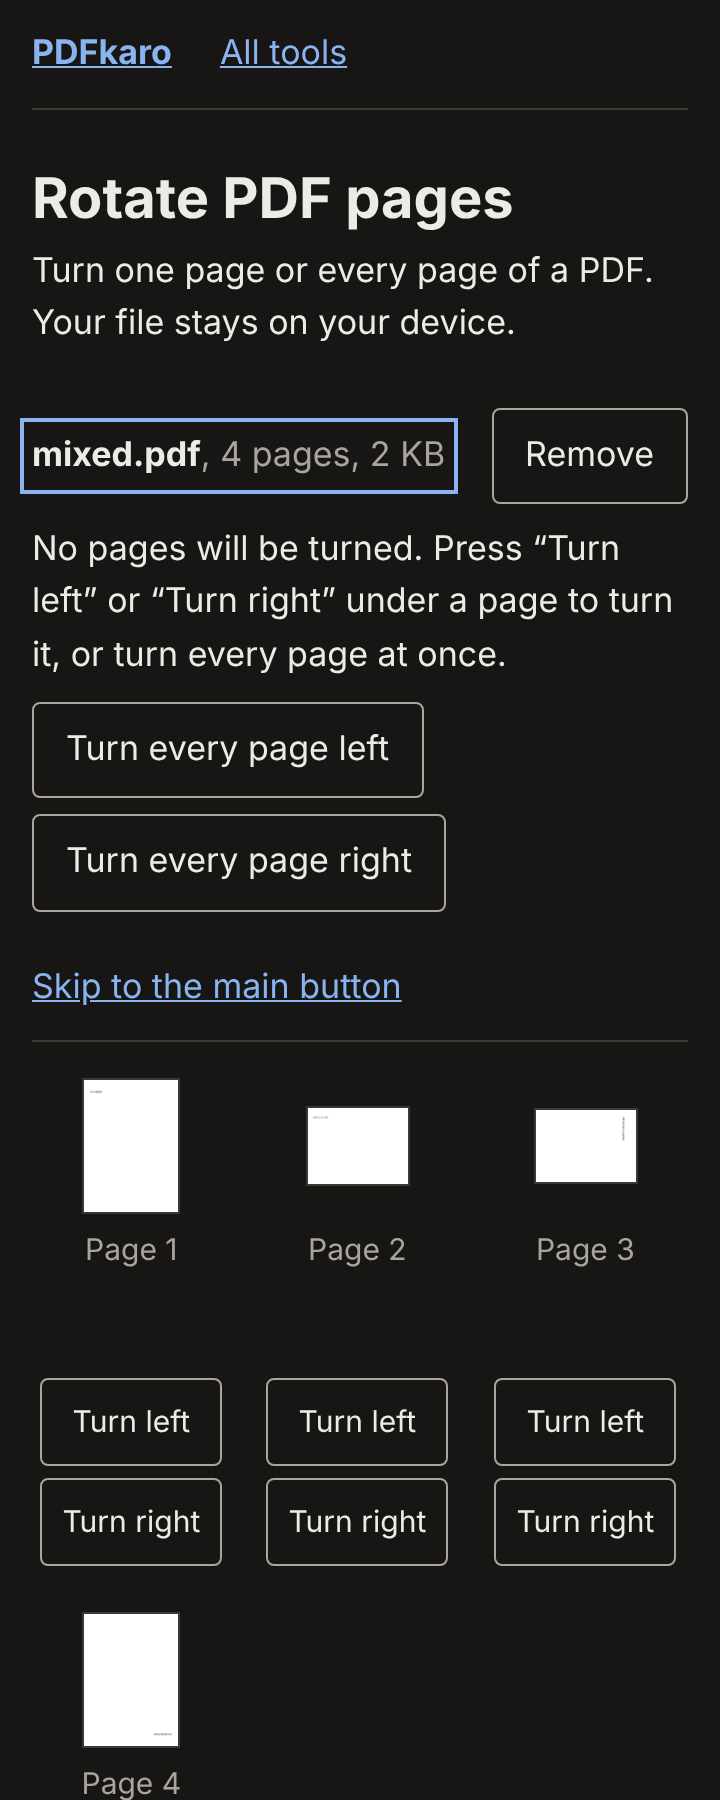 PDFkaro All tools
Rotate PDF pages
Turn one page or every page of a PDF.
Your file stays on your device.
mixed.pdf, 4 pages, 2 KB Remove
No pages will be turned. Press “Turn
left” or “Turn right” under a page to turn
it, or turn every page at once.
Turn every page left
Turn every page right
Skip to the main button
Page 1 Page 2 Page 3
Turn left Turn left Turn left
Turn right Turn right Turn right
Page 4